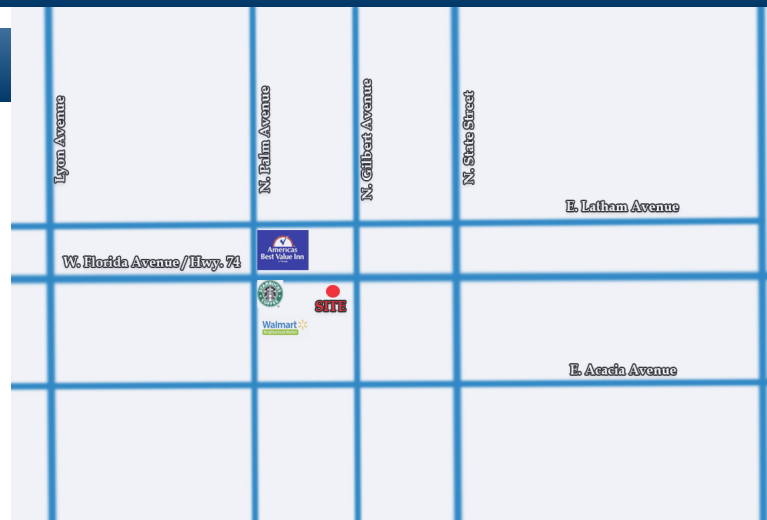 Lyon Avenue
N. Palm Avenue
N. Gilbert Avenue
N. State Street
E. Latham Avenue
W. Florida Avenue / Hwy. 74
Americas
Best Value Inn
SITE
Walmart
E. Acacia Avenue